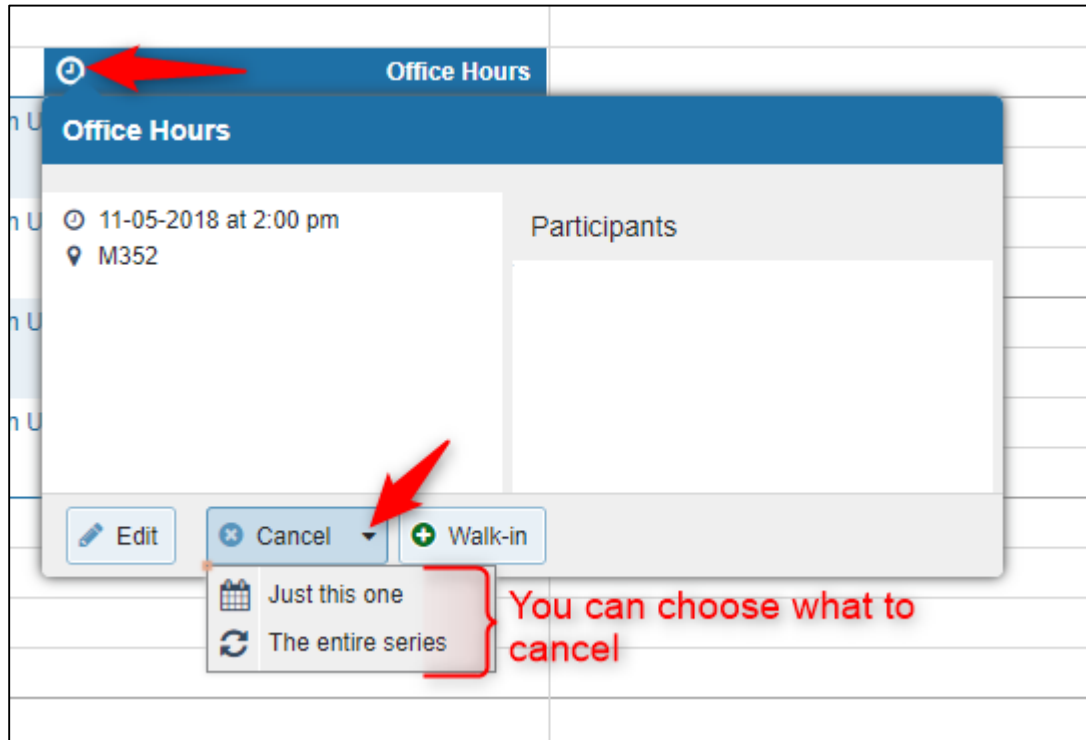 Office Hours
Office Hours
11-05-2018 at 2:00 pm
M352
Participants
Edit
Cancel
Walk-in
Just this one
The entire series
You can choose what to
cancel